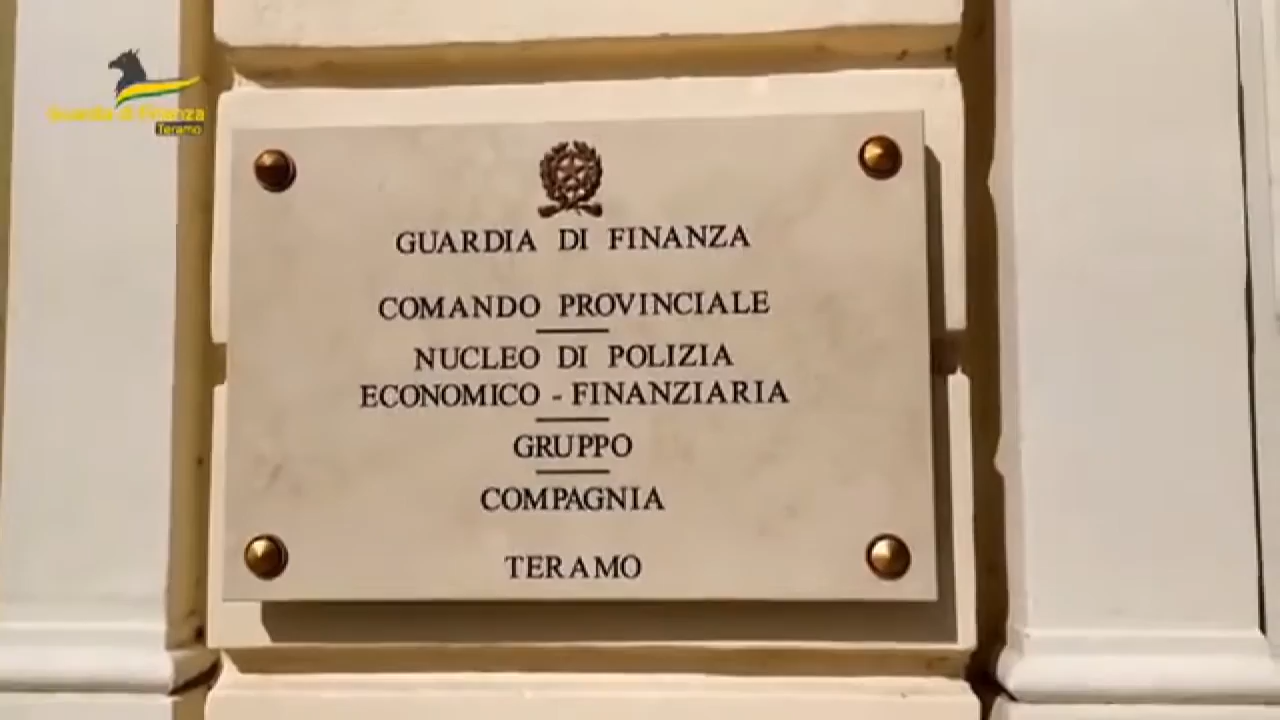 Guardia di Finanza
Teramo
GUARDIA DI FINANZA
COMANDO PROVINCIALE
NUCLEO DI POLIZIA
ECONOMICO - FINANZIARIA
GRUPPO
COMPAGNIA
TERAMO